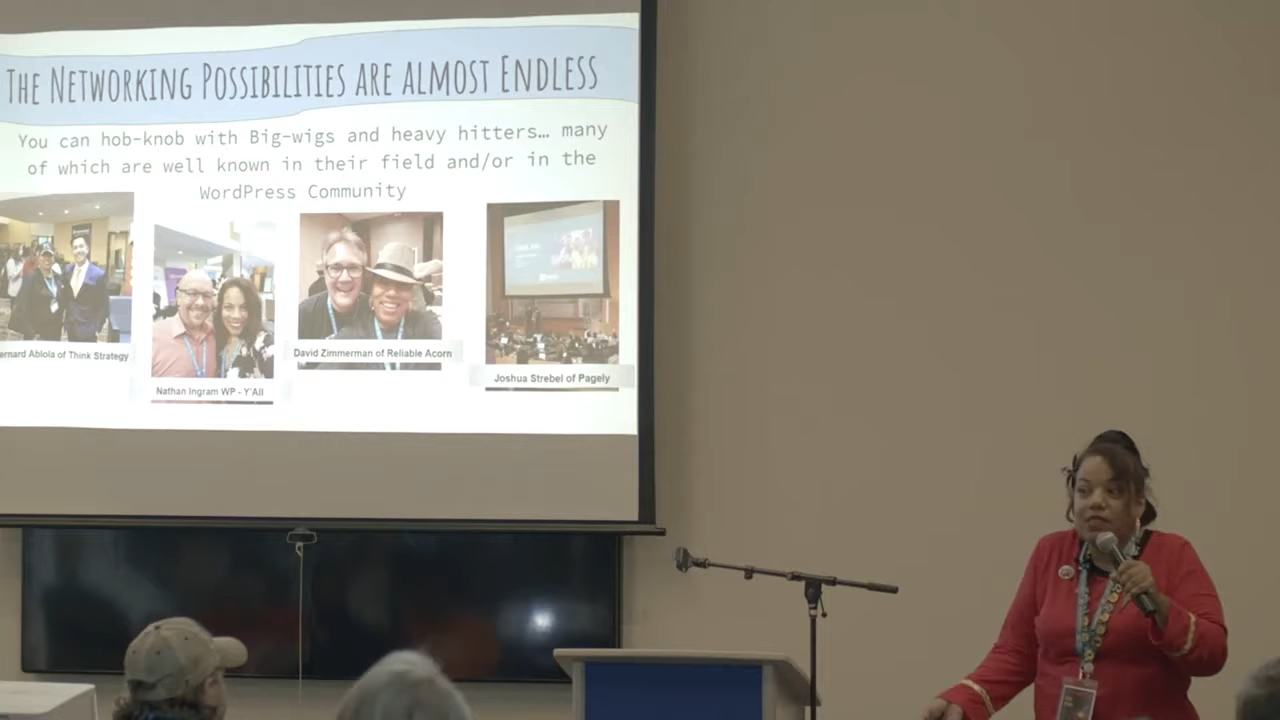 THE NETWORKING POSSIBILITIES ARE ALMOST ENDLESS
You can hob-knob with Big-wigs and heavy hitters… many
of which are well known in their field and/or in the
WordPress Community
ernard Ablola of Think Strategy
Nathan Ingram WP - Y'All
David Zimmerman of Reliable Acorn
Joshua Strebel of Pagely